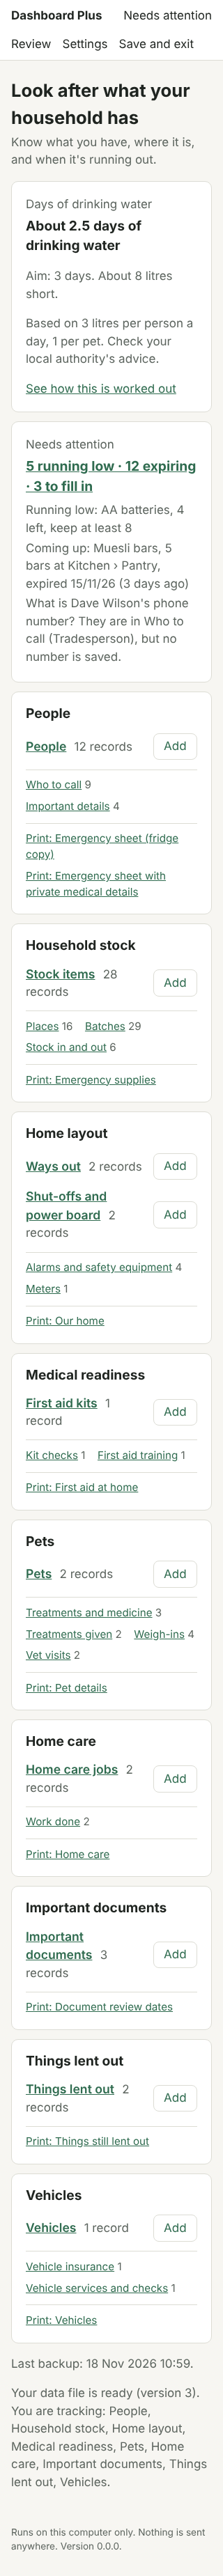 Dashboard Plus Needs attention
Review Settings Save and exit
Look after what your
household has
Know what you have, where it is,
and when it's running out.
Days of drinking water
About 2.5 days of
drinking water
Aim: 3 days. About 8 litres
short.
Based on 3 litres per person a
day, 1 per pet. Check your
local authority's advice.
See how this is worked out
Needs attention
5 running low · 12 expiring
· 3 to fill in
Running low: AA batteries, 4
left, keep at least 8
Coming up: Muesli bars, 5
bars at Kitchen › Pantry,
expired 15/11/26 (3 days ago)
What is Dave Wilson's phone
number? They are in Who to
call (Tradesperson), but no
number is saved.
People
People 12 records Add
Who to call 9
Important details 4
Print: Emergency sheet (fridge
copy)
Print: Emergency sheet with
private medical details
Household stock
Stock items 28
records Add
Places 16 Batches 29
Stock in and out 6
Print: Emergency supplies
Home layout
Ways out 2 records Add
Shut-offs and
power board 2
records Add
Alarms and safety equipment 4
Meters 1
Print: Our home
Medical readiness
First aid kits 1
record Add
Kit checks 1 First aid training 1
Print: First aid at home
Pets
Pets 2 records Add
Treatments and medicine 3
Treatments given 2 Weigh-ins 4
Vet visits 2
Print: Pet details
Home care
Home care jobs 2
records Add
Work done 2
Print: Home care
Important documents
Important
documents 3
records Add
Print: Document review dates
Things lent out
Things lent out 2
records Add
Print: Things still lent out
Vehicles
Vehicles 1 record Add
Vehicle insurance 1
Vehicle services and checks 1
Print: Vehicles
Last backup: 18 Nov 2026 10:59.
Your data file is ready (version 3).
You are tracking: People,
Household stock, Home layout,
Medical readiness, Pets, Home
care, Important documents, Things
lent out, Vehicles.
Runs on this computer only. Nothing is sent
anywhere. Version 0.0.0.